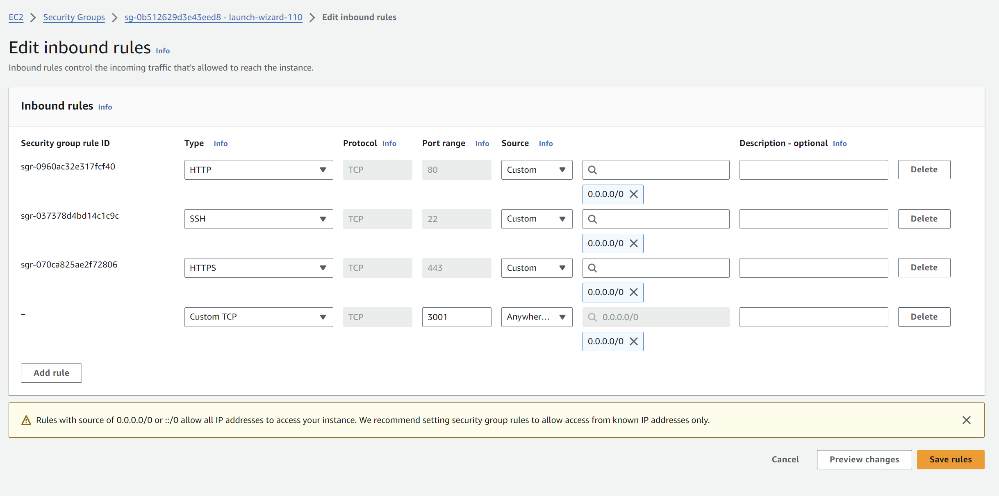 EC2 > Security Groups > sg-0b512629d3e43eed8 - launch-wizard-110 > Edit inbound rules
Edit inbound rules Info
Inbound rules control the incoming traffic that's allowed to reach the instance.
Inbound rules Info
Security group rule ID Type Info Protocol Info Port range Info Source Info Description - optional Info
sgr-0960ac32e317fcf40 HTTP TCP 80 Custom Delete
0.0.0.0/0
sgr-037378d4bd14c1c9c SSH TCP 22 Custom Delete
0.0.0.0/0
sgr-070ca825ae2f72806 HTTPS TCP 443 Custom Delete
0.0.0.0/0
– Custom TCP TCP 3001 Anywher... 0.0.0.0/0 Delete
0.0.0.0/0
Add rule
Rules with source of 0.0.0.0/0 or ::/0 allow all IP addresses to access your instance. We recommend setting security group rules to allow access from known IP addresses only.
Cancel Preview changes Save rules